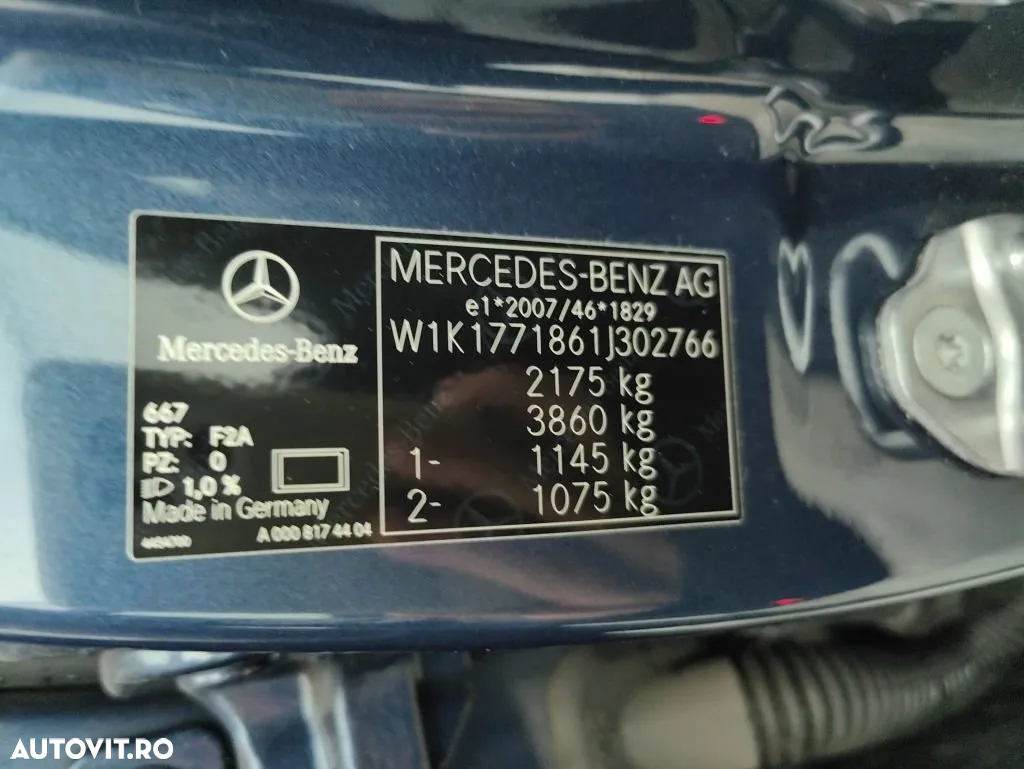 Mercedes-Benz
667
TYP: F2A
PZ: 0
1,0 %
Made in Germany
A 000 817 44 04
MERCEDES-BENZ AG
e1*2007/46*1829
W1K1771861J302766
2175 kg
3860 kg
1- 1145 kg
2- 1075 kg
AUTOVIT.RO